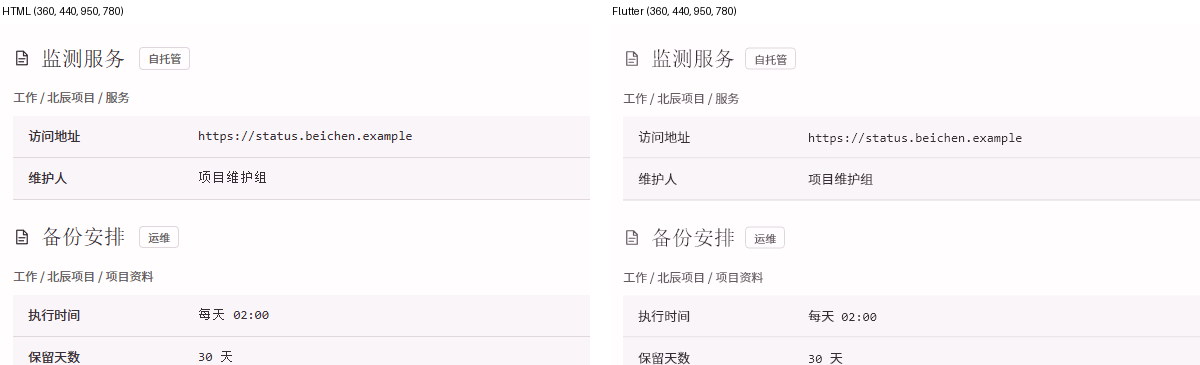 HTML (360, 440, 950, 780)
监测服务 自托管
工作 / 北辰项目 / 服务
访问地址 https://status.beichen.example
维护人 项目维护组
备份安排 运维
工作 / 北辰项目 / 项目资料
执行时间 每天 02:00
保留天数 30 天
Flutter (360, 440, 950, 780)
监测服务 自托管
工作 / 北辰项目 / 服务
访问地址 https://status.beichen.example
维护人 项目维护组
备份安排 运维
工作 / 北辰项目 / 项目资料
执行时间 每天 02:00
保留天数 30 天